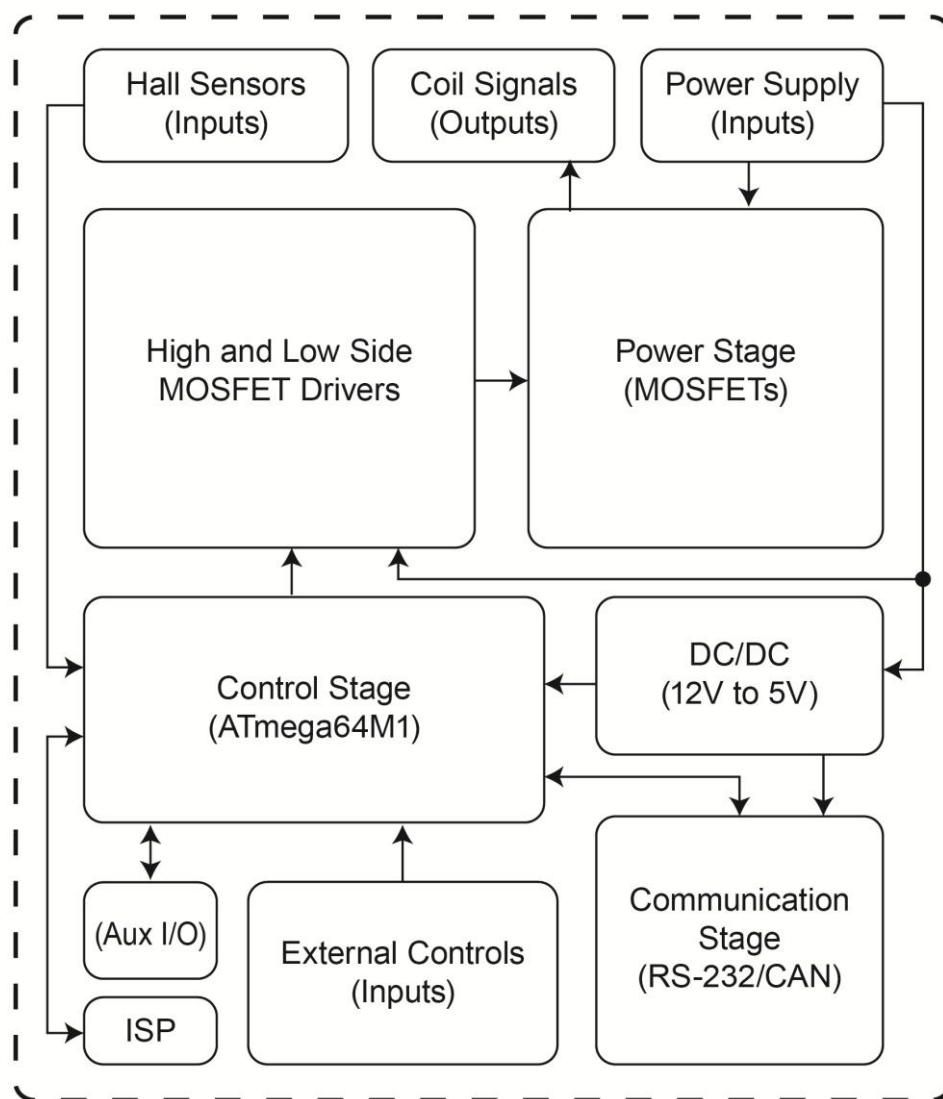 Hall Sensors
(Inputs)
Coil Signals
(Outputs)
Power Supply
(Inputs)
High and Low Side
MOSFET Drivers
Power Stage
(MOSFETs)
Control Stage
(ATmega64M1)
DC/DC
(12V to 5V)
(Aux I/O)
ISP
External Controls
(Inputs)
Communication
Stage
(RS-232/CAN)